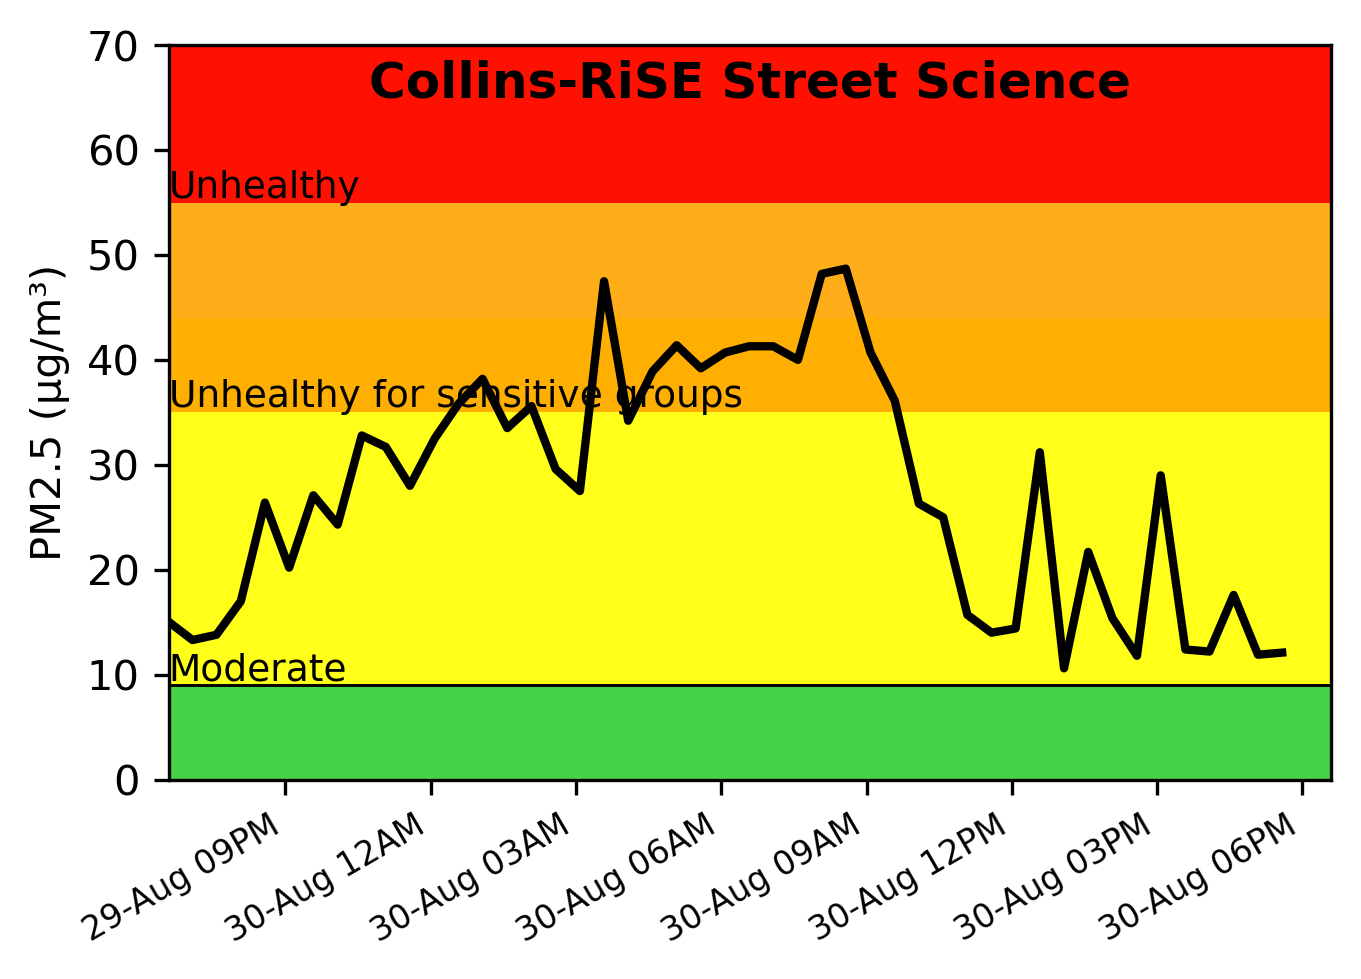 Collins-RiSE Street Science
70
60
50
40
30
20
10
0
PM2.5 (μg/m³)
Unhealthy
Unhealthy for sensitive groups
Moderate
29-Aug 09PM
30-Aug 12AM
30-Aug 03AM
30-Aug 06AM
30-Aug 09AM
30-Aug 12PM
30-Aug 03PM
30-Aug 06PM